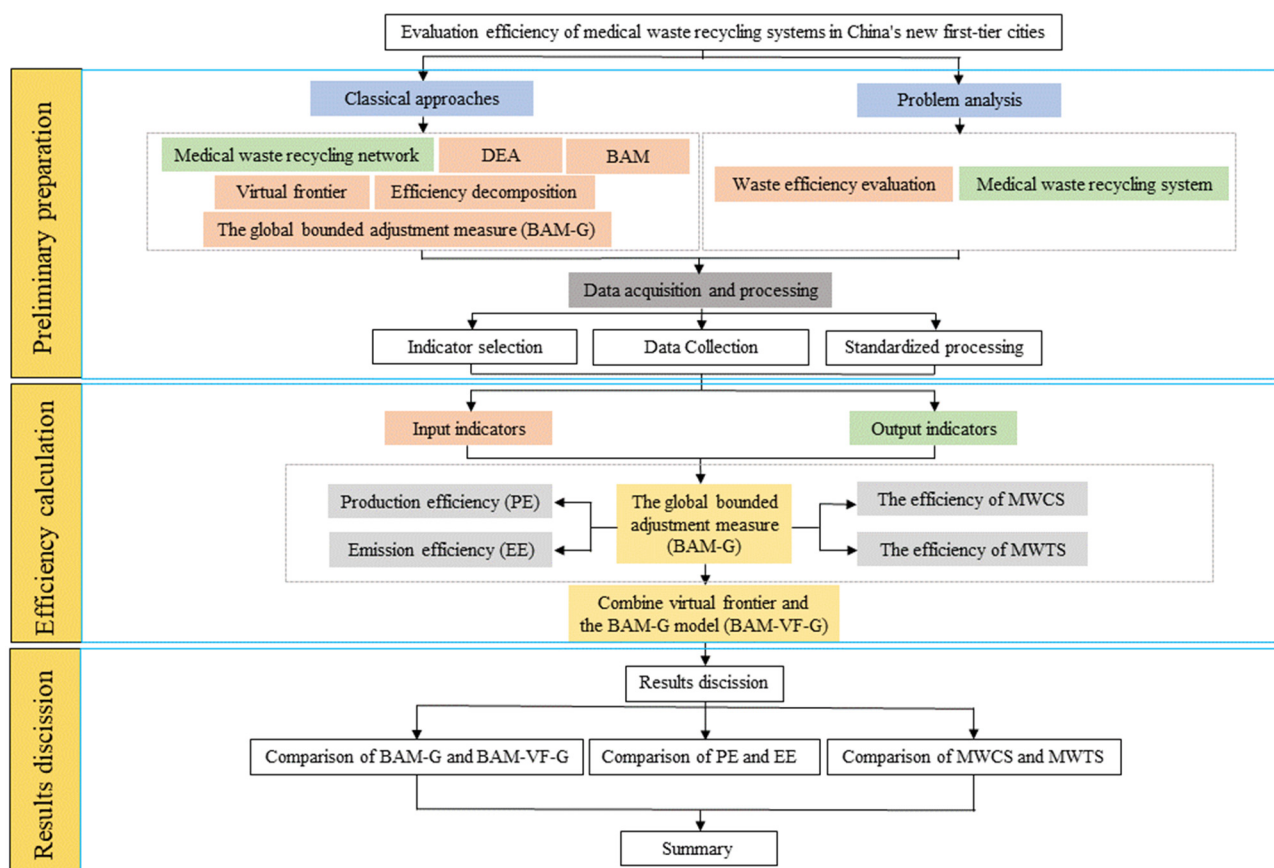 Evaluation efficiency of medical waste recycling systems in China's new first-tier cities
Preliminary preparation
Classical approaches
Problem analysis
Medical waste recycling network
DEA
BAM
Virtual frontier
Efficiency decomposition
The global bounded adjustment measure (BAM-G)
Waste efficiency evaluation
Medical waste recycling system
Data acquisition and processing
Indicator selection
Data Collection
Standardized processing
Efficiency calculation
Input indicators
Output indicators
Production efficiency (PE)
Emission efficiency (EE)
The global bounded
adjustment measure
(BAM-G)
The efficiency of MWCS
The efficiency of MWTS
Combine virtual frontier and
the BAM-G model (BAM-VF-G)
Results discission
Results discission
Comparison of BAM-G and BAM-VF-G
Comparison of PE and EE
Comparison of MWCS and MWTS
Summary